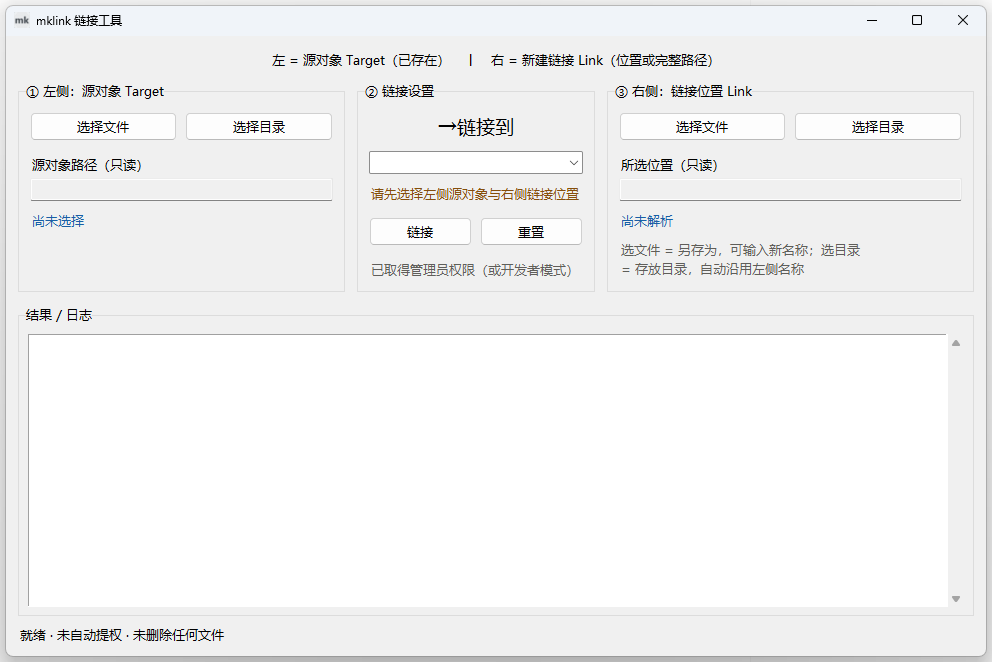 mk mklink 链接工具
左 = 源对象 Target（已存在） | 右 = 新建链接 Link（位置或完整路径）
① 左侧：源对象 Target
选择文件 选择目录
源对象路径（只读）
尚未选择
② 链接设置
→链接到
请先选择左侧源对象与右侧链接位置
链接 重置
已取得管理员权限（或开发者模式）
③ 右侧：链接位置 Link
选择文件 选择目录
所选位置（只读）
尚未解析
选文件 = 另存为，可输入新名称；选目录
= 存放目录，自动沿用左侧名称
结果 / 日志
就绪 · 未自动提权 · 未删除任何文件